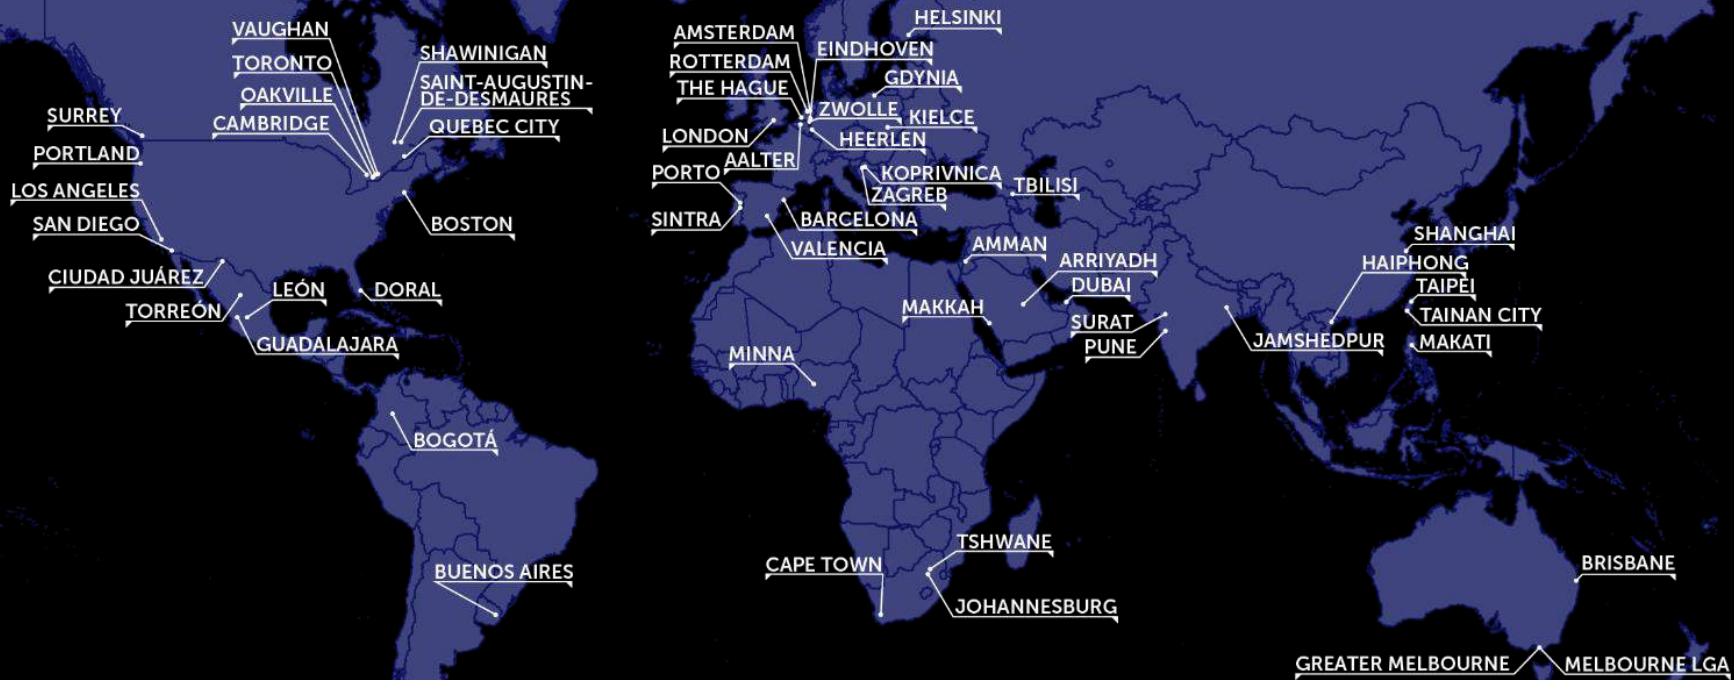 VAUGHAN
TORONTO
OAKVILLE
CAMBRIDGE
SHAWINIGAN
SAINT-AUGUSTIN-
DE-DESMAURES
QUEBEC CITY
SURREY
PORTLAND
LOS ANGELES
SAN DIEGO
CIUDAD JUÁREZ
TORREÓN
LEÓN
GUADALAJARA
DORAL
BOSTON
BOGOTÁ
BUENOS AIRES
HELSINKI
AMSTERDAM
EINDHOVEN
ROTTERDAM
THE HAGUE
GDYNIA
ZWOLLE
KIELCE
LONDON
HEERLEN
AALTER
PORTO
KOPRIVNICA
ZAGREB
TBILISI
SINTRA
BARCELONA
VALENCIA
AMMAN
ARRIYADH
DUBAI
MAKKAH
SURAT
PUNE
MINNA
JAMSHEDPUR
SHANGHAI
HAIPHONG
TAIPEI
TAINAN CITY
MAKATI
TSHWANE
CAPE TOWN
JOHANNESBURG
BRISBANE
GREATER MELBOURNE
MELBOURNE LGA